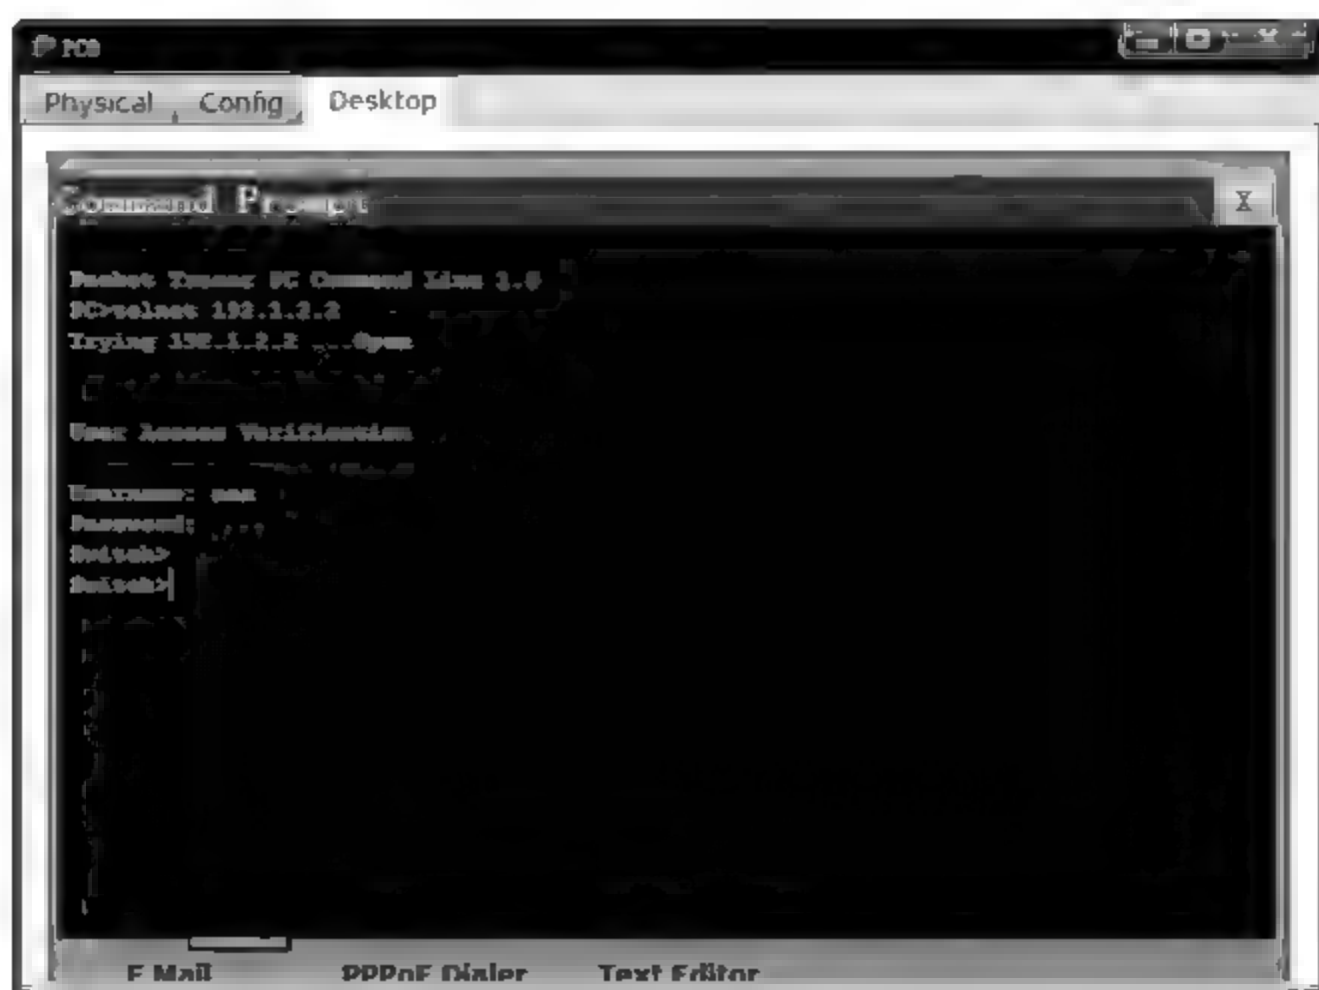 PC0
Physical Config Desktop
Command Prompt
X
Packet Tracer PC Command Line 1.0
PC>telnet 192.1.2.2
Trying 192.1.2.2 ...Open
User Access Verification
Username:
Password:
Switch>
Switch>
E Mail PPPoE Dialer Text Editor